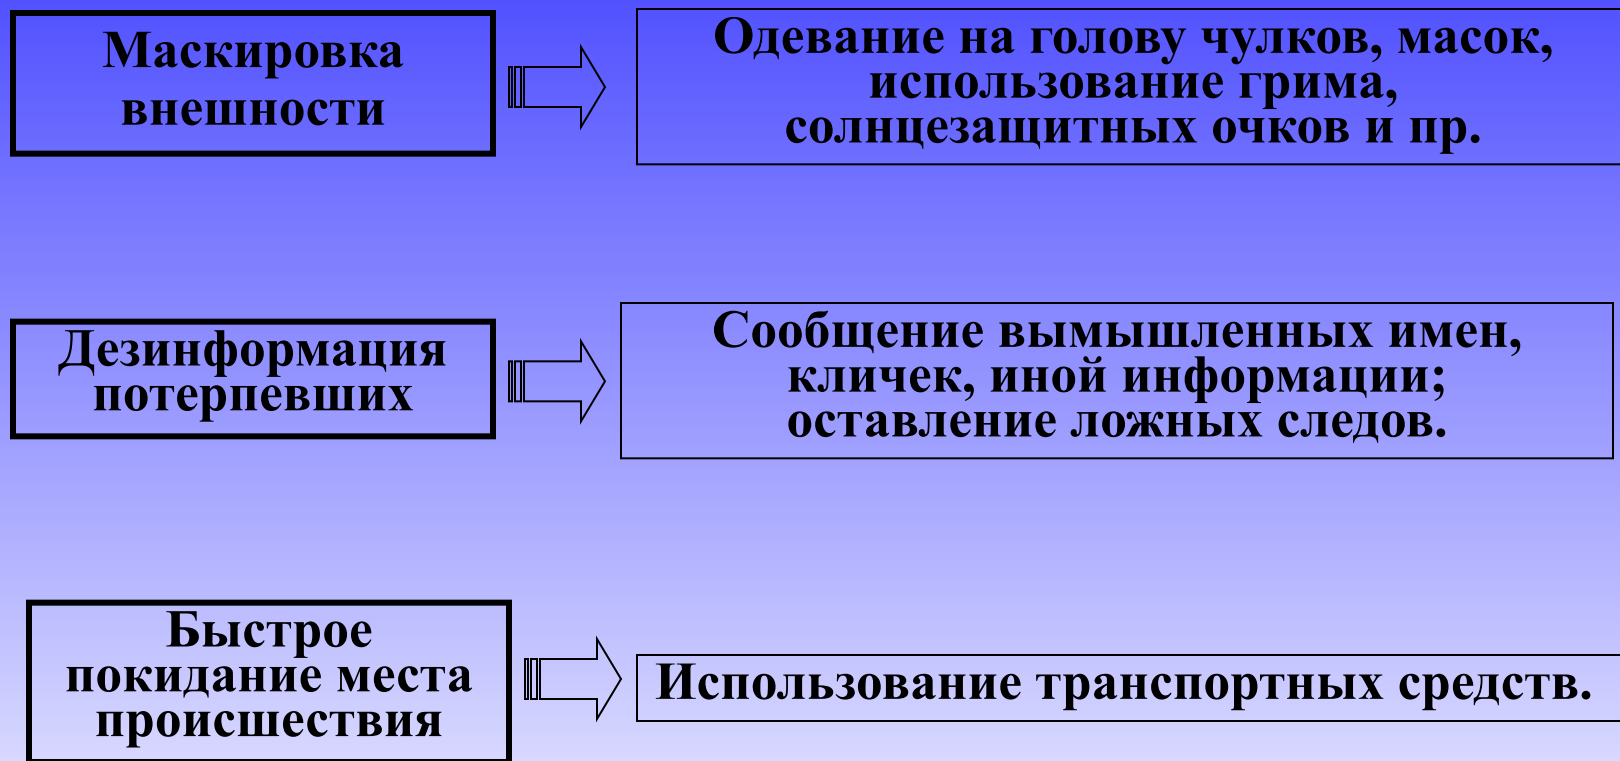 Маскировка
внешности
Одевание на голову чулков, масок,
использование грима,
солнцезащитных очков и пр.
Дезинформация
потерпевших
Сообщение вымышленных имен,
кличек, иной информации;
оставление ложных следов.
Быстрое
покидание места
происшествия
Использование транспортных средств.